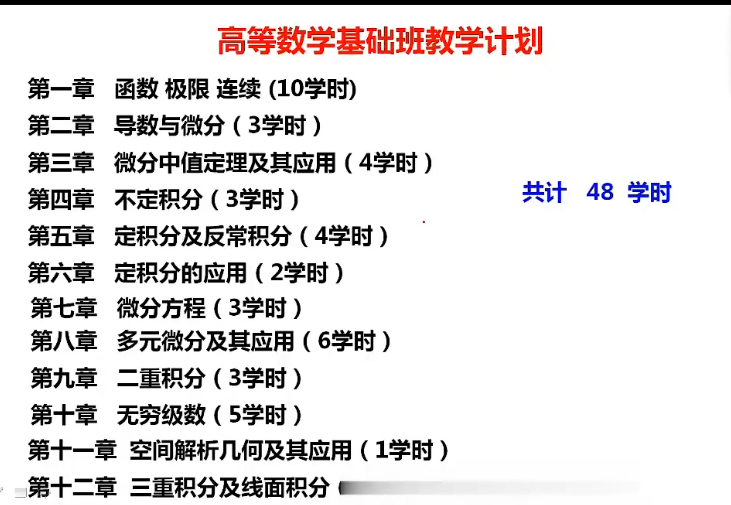 高等数学基础班教学计划
第一章 函数 极限 连续 (10学时)
第二章 导数与微分（3学时）
第三章 微分中值定理及其应用（4学时）
共计 48 学时
第四章 不定积分（3学时）
第五章 定积分及反常积分（4学时）
第六章 定积分的应用（2学时）
第七章 微分方程（3学时）
第八章 多元微分及其应用（6学时）
第九章 二重积分（3学时）
第十章 无穷级数（5学时）
第十一章 空间解析几何及其应用（1学时）
第十二章 三重积分及线面积分